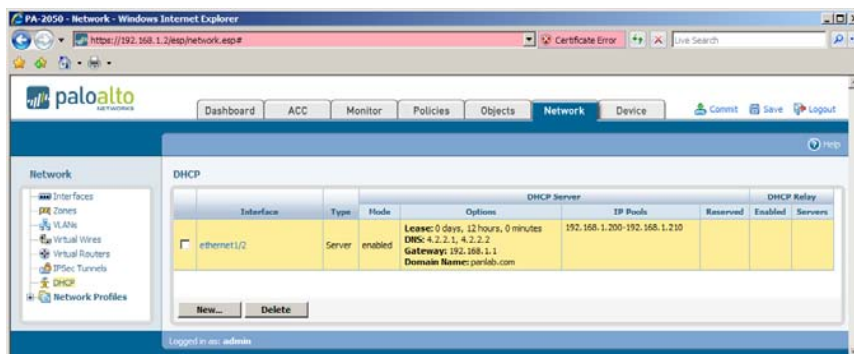 PA-2050 - Network - Windows Internet Explorer
https://192.168.1.2/esp/network.esp#
Certificate Error
Live Search
paloalto
NETWORKS
Dashboard ACC Monitor Policies Objects Network Device Commit Save Logout
Help
Network
Interfaces
Zones
VLANs
Virtual Wires
Virtual Routers
IPSec Tunnels
DHCP
Network Profiles
DHCP
DHCP Server DHCP Relay
Interface Type Mode Options IP Pools Reserved Enabled Servers
ethernet1/2 Server enabled
Lease: 0 days, 12 hours, 0 minutes
DNS: 4.2.2.1, 4.2.2.2
Gateway: 192.168.1.1
Domain Name: panlab.com
192.168.1.200-192.168.1.210
New... Delete
Logged in as: admin